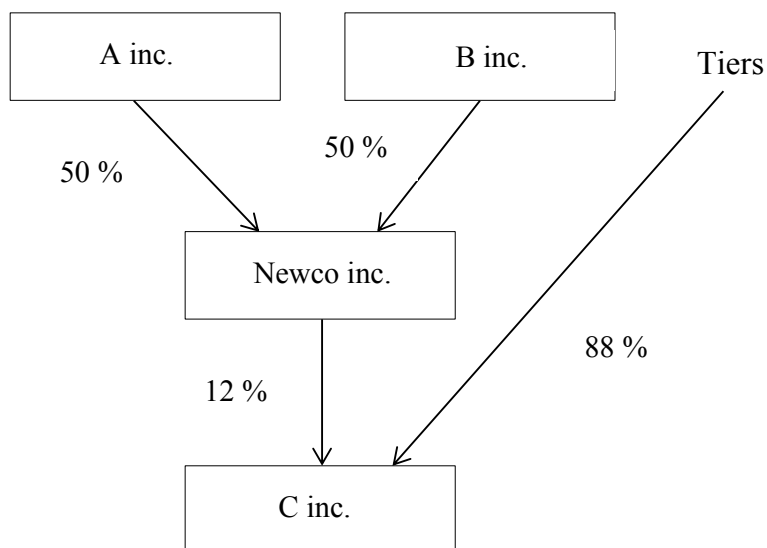 A inc.
B inc.
Tiers
50 %
50 %
Newco inc.
88 %
12 %
C inc.